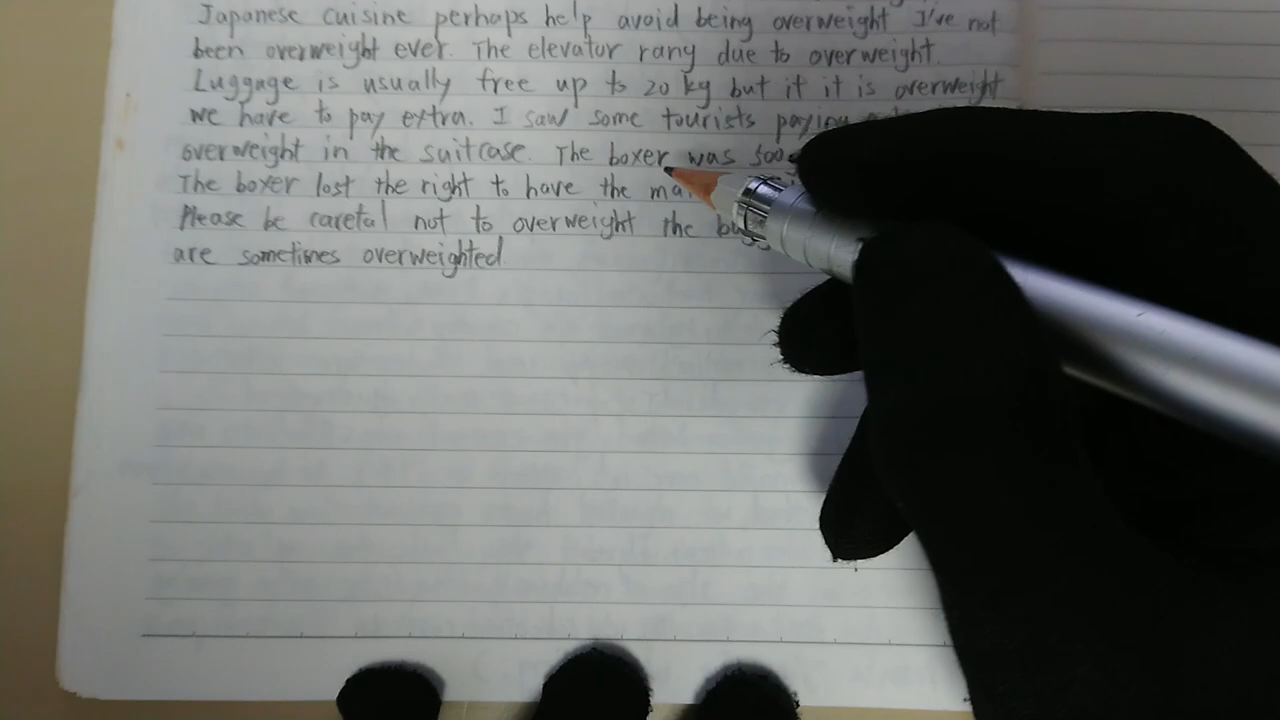 Japanese cuisine perhaps help avoid being overweight I've not
been overweight ever. The elevator rang due to overweight.
Luggage is usually free up to 20 kg but it it is overweight
we have to pay extra. I saw some tourists paying
overweight in the suitcase. The boxer was 500
The boxer lost the right to have the
Please be carefal not to overweight the
are sometimes overweighted